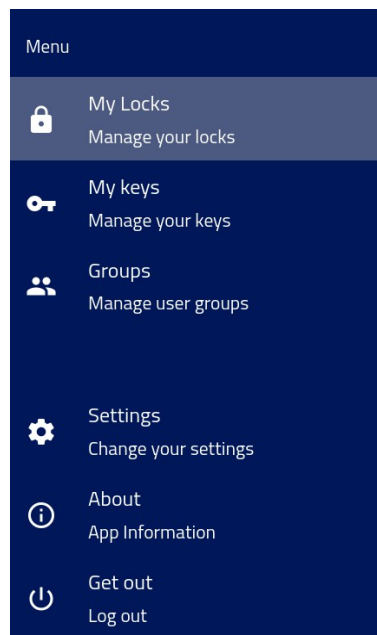 Menu
My Locks
Manage your locks
My keys
Manage your keys
Groups
Manage user groups
Settings
Change your settings
About
App Information
Get out
Log out